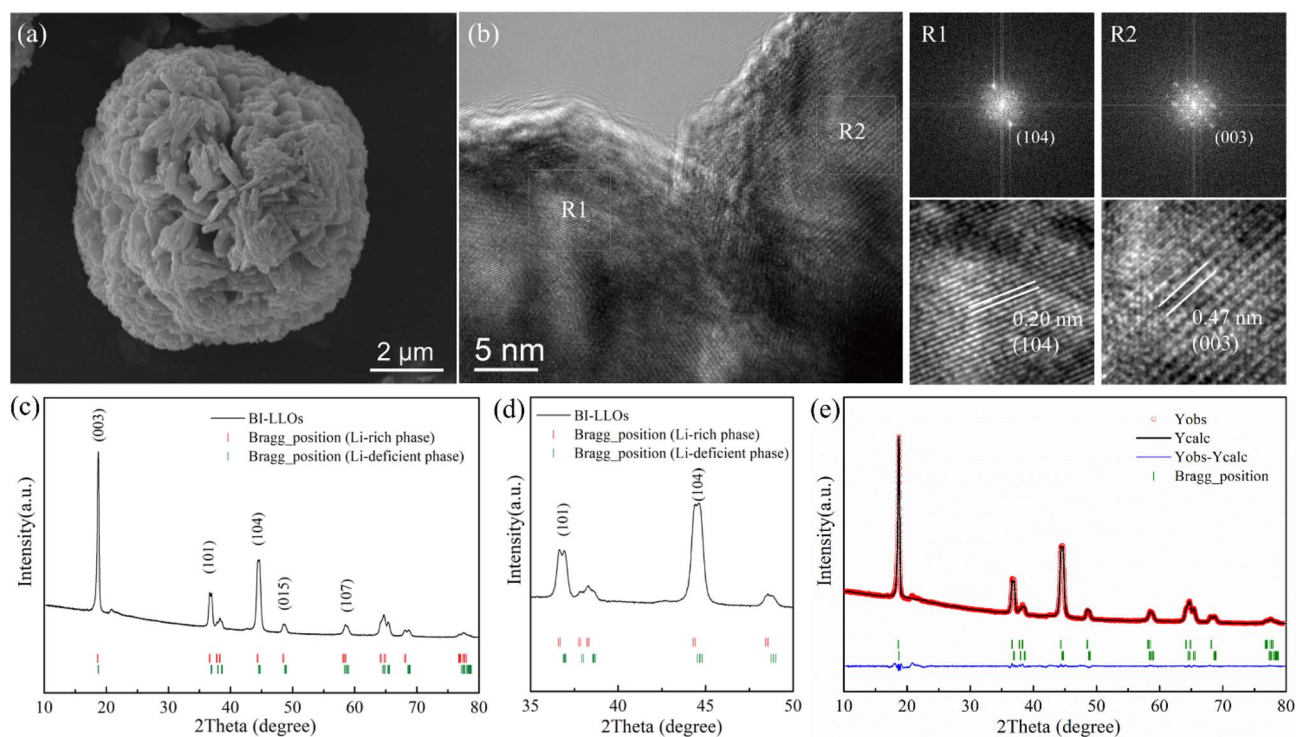 (a)
2 μm
(b)
R1
R2
5 nm
R1
(104)
R2
(003)
0.20 nm
(104)
0.47 nm
(003)
(c)
(003)
BI-LLOs
Bragg_position (Li-rich phase)
Bragg_position (Li-deficient phase)
(101)
(104)
(015)
(107)
Intensity(a.u.)
10 20 30 40 50 60 70 80
2Theta (degree)
(d)
BI-LLOs
Bragg_position (Li-rich phase)
Bragg_position (Li-deficient phase)
(101)
(104)
Intensity(a.u.)
35 40 45 50
2Theta (degree)
(e)
Yobs
Ycalc
Yobs-Ycalc
Bragg_position
Intensity(a.u.)
10 20 30 40 50 60 70 80
2Theta (degree)